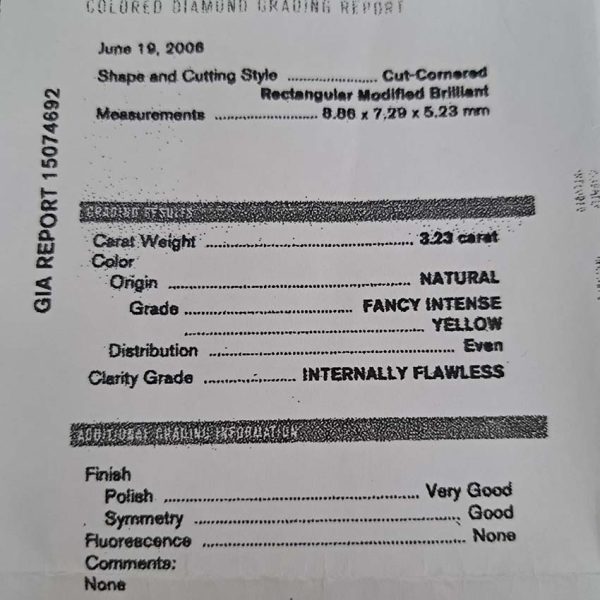 COLORED DIAMOND GRADING REPORT
June 19, 2006
Shape and Cutting Style .................... Cut-Cornered
Rectangular Modified Brilliant
Measurements .................... 8.86 x 7.29 x 5.23 mm
GIA REPORT 15074692
GRADING RESULTS
Carat Weight .................... 3.23 carat
Color
Origin .................... NATURAL
Grade .................... FANCY INTENSE
.................... YELLOW
Distribution .................... Even
Clarity Grade .................... INTERNALLY FLAWLESS
ADDITIONAL GRADING INFORMATION
Finish
Polish .................... Very Good
Symmetry .................... Good
Fluorescence .................... None
Comments:
None